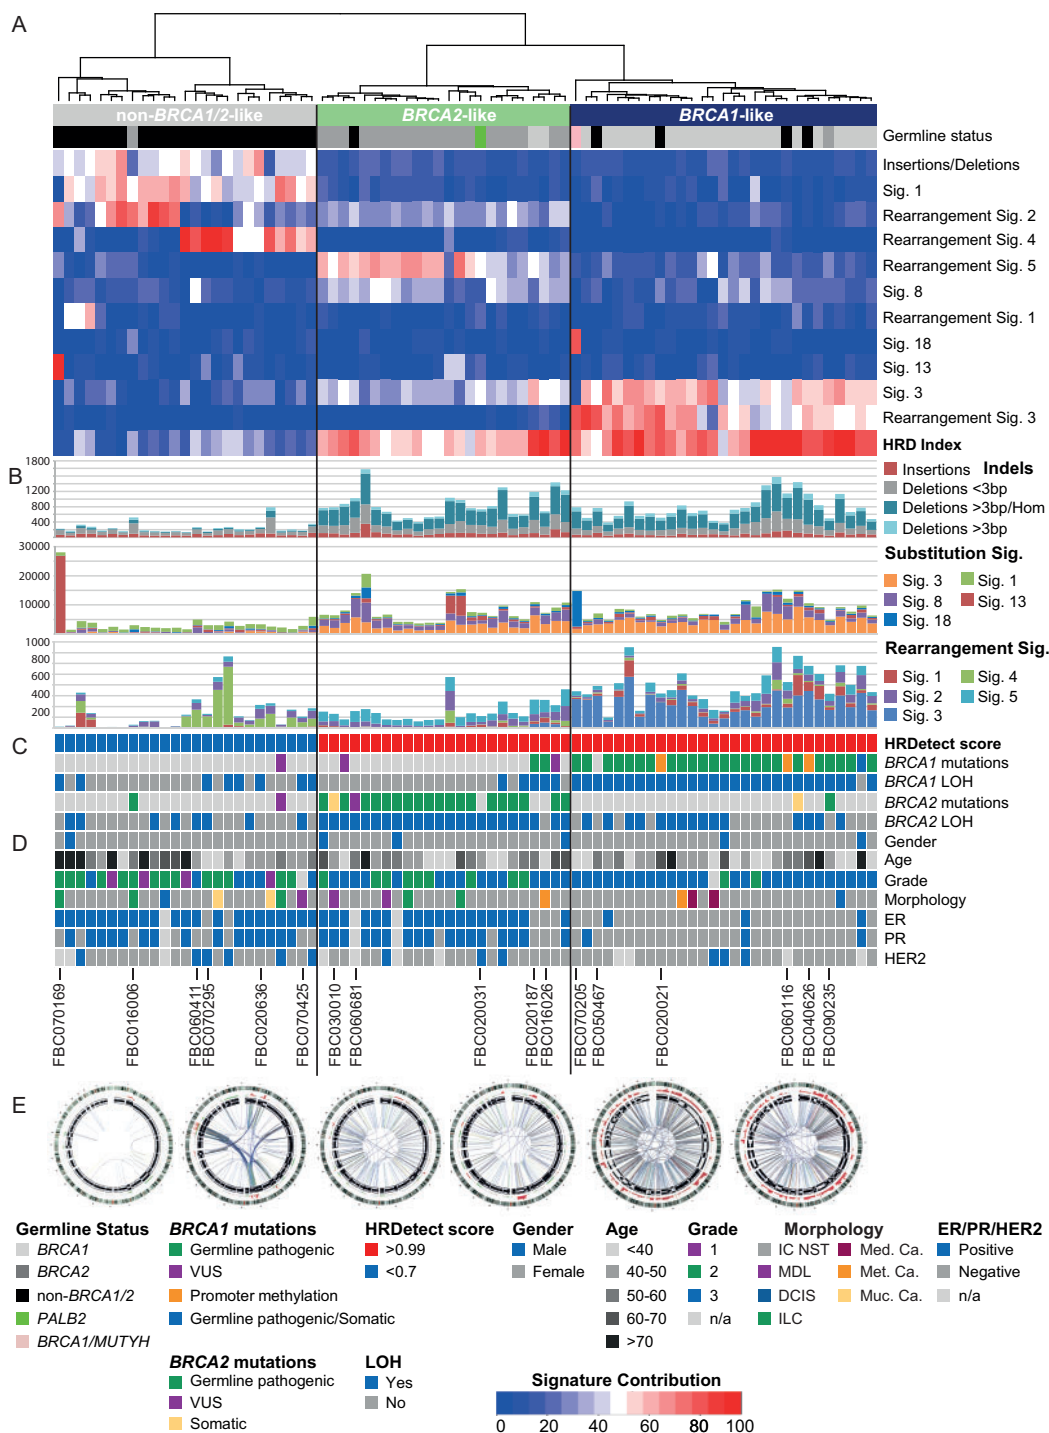 A
non-BRCA1/2-like
BRCA2-like
BRCA1-like
Germline status
Insertions/Deletions
Sig. 1
Rearrangement Sig. 2
Rearrangement Sig. 4
Rearrangement Sig. 5
Sig. 8
Rearrangement Sig. 1
Sig. 18
Sig. 13
Sig. 3
Rearrangement Sig. 3
HRD Index
B
1800
1200
800
400
Insertions Indels
Deletions <3bp
Deletions >3bp/Hom
Deletions >3bp
30000
20000
10000
Substitution Sig.
Sig. 3 Sig. 1
Sig. 8 Sig. 13
Sig. 18
1000
800
600
400
200
Rearrangement Sig.
Sig. 1 Sig. 4
Sig. 2 Sig. 5
Sig. 3
C
HRDetect score
BRCA1 mutations
BRCA1 LOH
BRCA2 mutations
BRCA2 LOH
D
Gender
Age
Grade
Morphology
ER
PR
HER2
FBC070169
FBC016006
FBC060411
FBC070295
FBC020636
FBC070425
FBC030010
FBC060681
FBC020031
FBC020187
FBC016026
FBC070205
FBC050467
FBC020021
FBC060116
FBC040626
FBC090235
E
Germline Status
BRCA1
BRCA2
non-BRCA1/2
PALB2
BRCA1/MUTYH
BRCA1 mutations
Germline pathogenic
VUS
Promoter methylation
Germline pathogenic/Somatic
BRCA2 mutations
Germline pathogenic
VUS
Somatic
HRDetect score
>0.99
<0.7
LOH
Yes
No
Gender
Male
Female
Age
<40
40-50
50-60
60-70
>70
Grade
1
2
3
n/a
Morphology
IC NST Med. Ca.
MDL Met. Ca.
DCIS Muc. Ca.
ILC
ER/PR/HER2
Positive
Negative
n/a
Signature Contribution
0 20 40 60 80 100